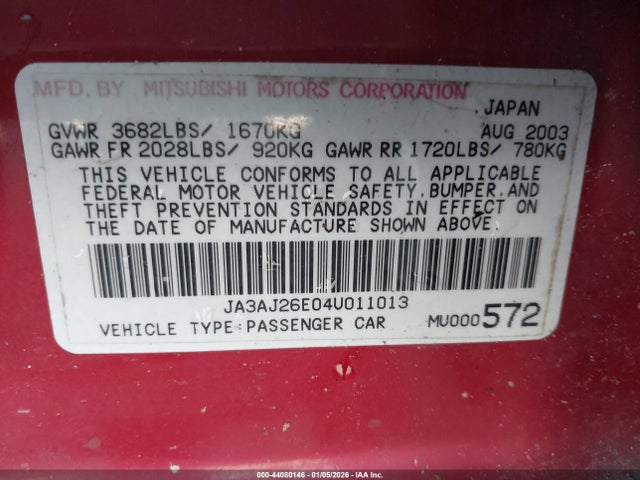 MFD. BY MITSUBISHI MOTORS CORPORATION
JAPAN
GVWR 3682LBS/ 1670KG AUG 2003
GAWR FR 2028LBS/ 920KG GAWR RR 1720LBS/ 780KG
THIS VEHICLE CONFORMS TO ALL APPLICABLE
FEDERAL MOTOR VEHICLE SAFETY, BUMPER, AND
THEFT PREVENTION STANDARDS IN EFFECT ON
THE DATE OF MANUFACTURE SHOWN ABOVE.
JA3AJ26E04U011013
VEHICLE TYPE:PASSENGER CAR MU000572
000-44080146 | 01/05/2026 - © IAA, Inc.